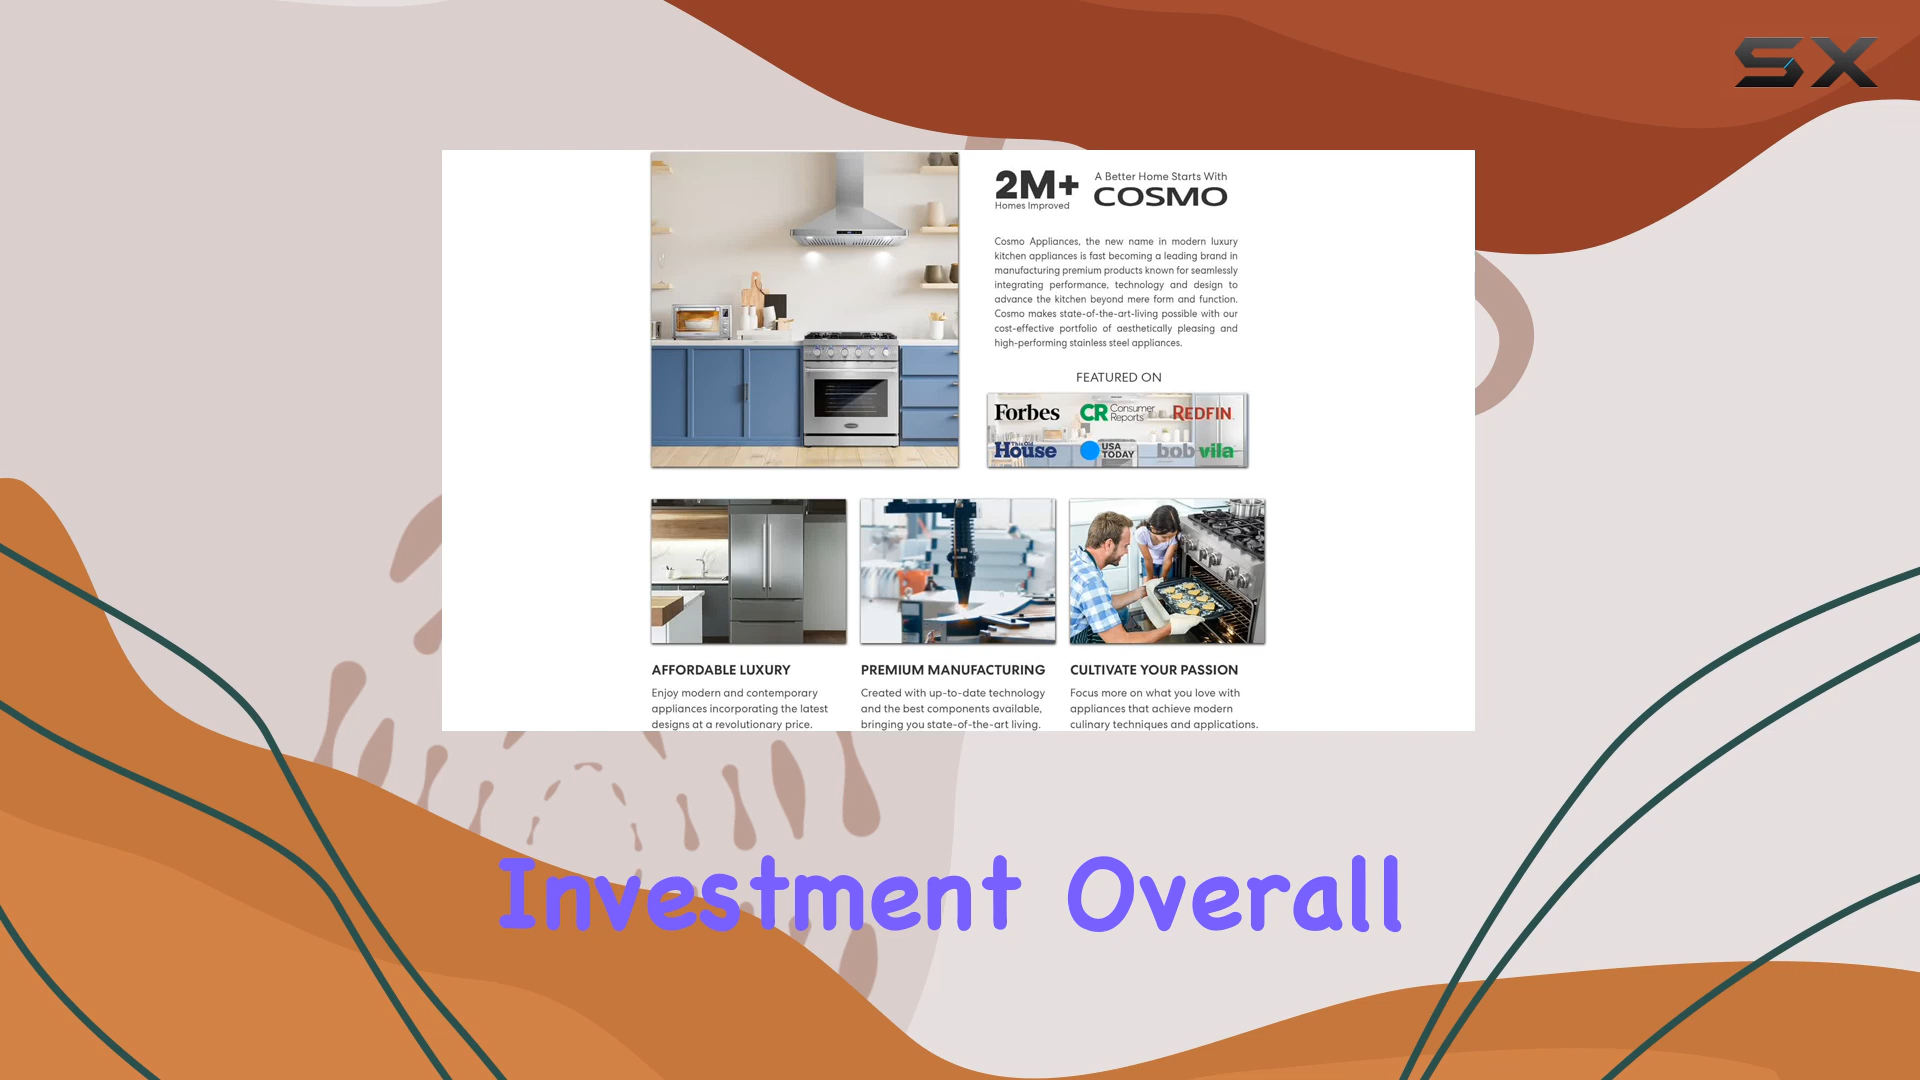 SX
2M+
Homes Improved
A Better Home Starts With
COSMO
Cosmo Appliances, the new name in modern luxury
kitchen appliances is fast becoming a leading brand in
manufacturing premium products known for seamlessly
integrating performance, technology and design to
advance the kitchen beyond mere form and function.
Cosmo makes state-of-the-art-living possible with our
cost-effective portfolio of aesthetically pleasing and
high-performing stainless steel appliances.
FEATURED ON
Forbes
CR Consumer Reports
REDFIN
This Old House
USA TODAY
bob vila
AFFORDABLE LUXURY
Enjoy modern and contemporary
appliances incorporating the latest
designs at a revolutionary price.
PREMIUM MANUFACTURING
Created with up-to-date technology
and the best components available,
bringing you state-of-the-art living.
CULTIVATE YOUR PASSION
Focus more on what you love with
appliances that achieve modern
culinary techniques and applications.
Investment Overall